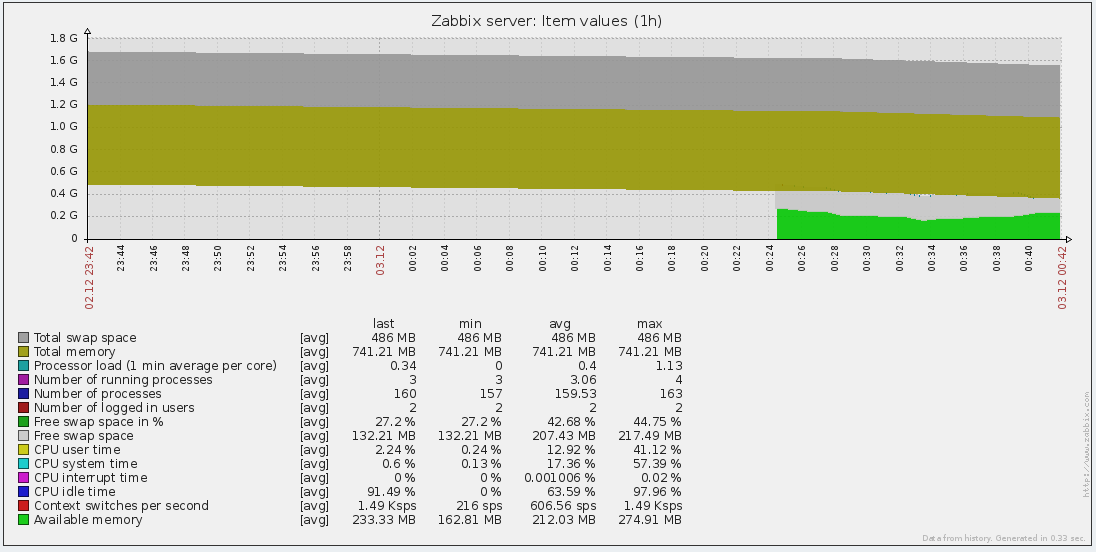 Zabbix server: Item values (1h)
1.8 G
1.6 G
1.4 G
1.2 G
1.0 G
0.8 G
0.6 G
0.4 G
0.2 G
0
02.12 23:42
23:44
23:46
23:48
23:50
23:52
23:54
23:56
23:58
03.12
00:02
00:04
00:06
00:08
00:10
00:12
00:14
00:16
00:18
00:20
00:22
00:24
00:26
00:28
00:30
00:32
00:34
00:36
00:38
00:40
03.12 00:42
last min avg max
Total swap space [avg] 486 MB 486 MB 486 MB 486 MB
Total memory [avg] 741.21 MB 741.21 MB 741.21 MB 741.21 MB
Processor load (1 min average per core) [avg] 0.34 0 0.4 1.13
Number of running processes [avg] 3 3 3.06 4
Number of processes [avg] 160 157 159.53 163
Number of logged in users [avg] 2 2 2 2
Free swap space in % [avg] 27.2 % 27.2 % 42.68 % 44.75 %
Free swap space [avg] 132.21 MB 132.21 MB 207.43 MB 217.49 MB
CPU user time [avg] 2.24 % 0.24 % 12.92 % 41.12 %
CPU system time [avg] 0.6 % 0.13 % 17.36 % 57.39 %
CPU interrupt time [avg] 0 % 0 % 0.001006 % 0.02 %
CPU idle time [avg] 91.49 % 0 % 63.59 % 97.96 %
Context switches per second [avg] 1.49 Ksps 216 sps 606.56 sps 1.49 Ksps
Available memory [avg] 233.33 MB 162.81 MB 212.03 MB 274.91 MB
http://www.zabbix.com
Data from history. Generated in 0.33 sec.